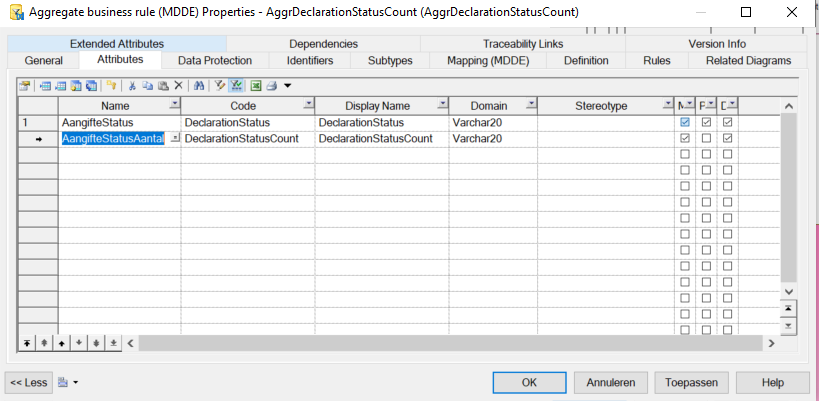 Aggregate business rule (MDDE) Properties - AggrDeclarationStatusCount (AggrDeclarationStatusCount)
Extended Attributes Dependencies Traceability Links Version Info
General Attributes Data Protection Identifiers Subtypes Mapping (MDDE) Definition Rules Related Diagrams
Name Code Display Name Domain Stereotype M P D
1 AangifteStatus DeclarationStatus DeclarationStatus Varchar20
AangifteStatusAantal DeclarationStatusCount DeclarationStatusCount Varchar20
<< Less OK Annuleren Toepassen Help